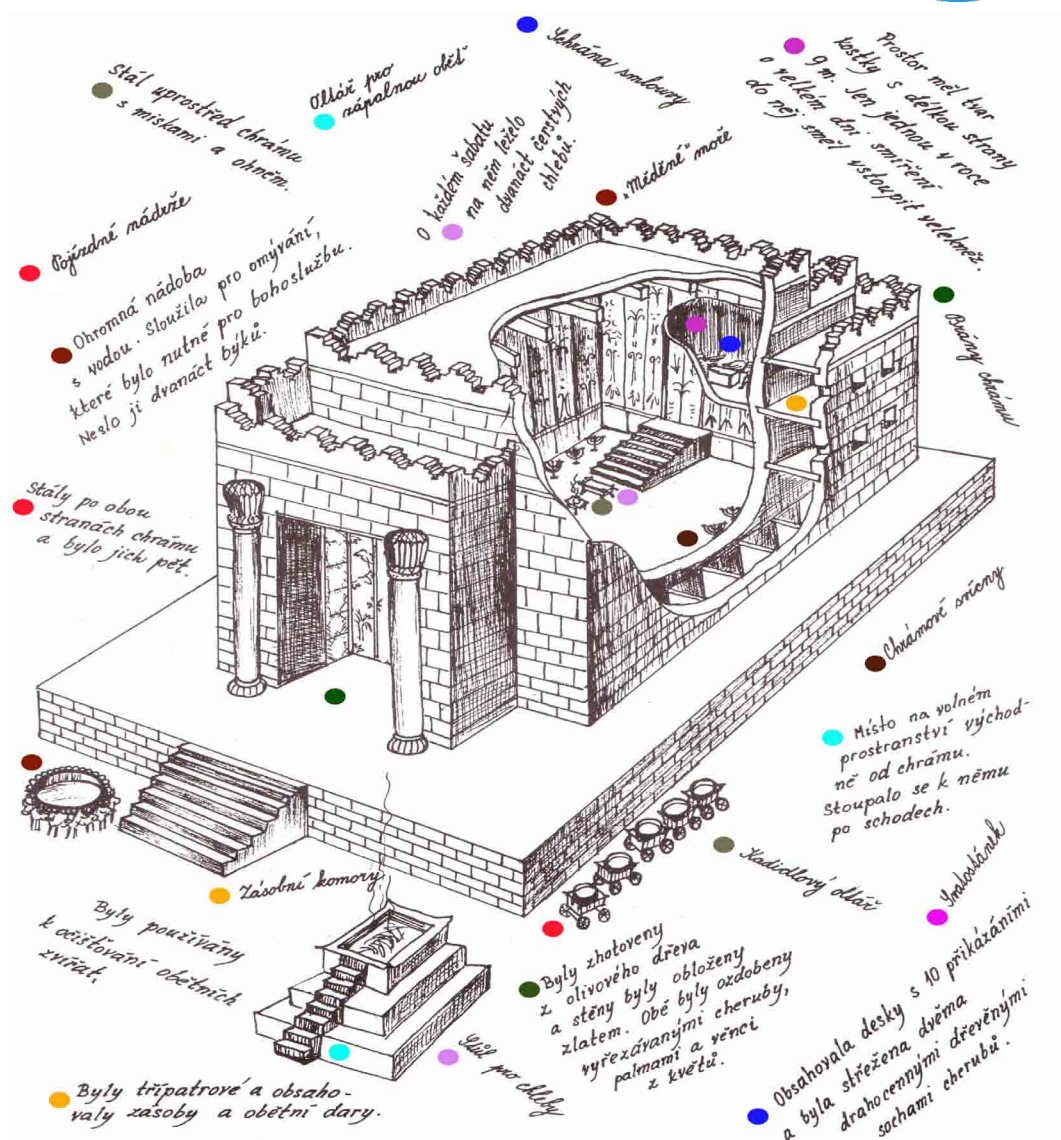 Stál uprostřed chrámu
s miskami a ohněm.
Oltář pro
zápalnou oběť
Schrána smlouvy
Prostor měl tvar
kostky s délkou strany
9 m. Jen jednou v roce
o velkém dni smíření
do něj směl vstoupit velekněz.
O každém šabatu
na něm leželo
dvanáct čerstvých
chlebů.
„Měděné" moře
Pojízdné nádrže
Ohromná nádoba
s vodou. Sloužila pro omývání,
které bylo nutné pro bohoslužbu.
Neslo ji dvanáct býků.
Brány chrámu
Stály po obou
stranách chrámu
a bylo jich pět.
Chrámové svícny
Místo na volném
prostranství východ-
ně od chrámu.
Stoupalo se k němu
po schodech.
Kadidlový oltář
Svatostánek
Zásobní komory
Byly používány
k očišťování obětních
zvířat.
Byly zhotoveny
z olivového dřeva
a stěny byly obloženy
zlatem. Obě byly ozdobeny
vyřezávanými cheruby,
palmami a věnci
z květů.
Stůl pro chleby
Byly třípatrové a obsaho-
valy zásoby a obětní dary.
Obsahovala desky s 10 přikázáními
a byla střežena dvěma
drahocennými dřevěnými
sochami cherubů.